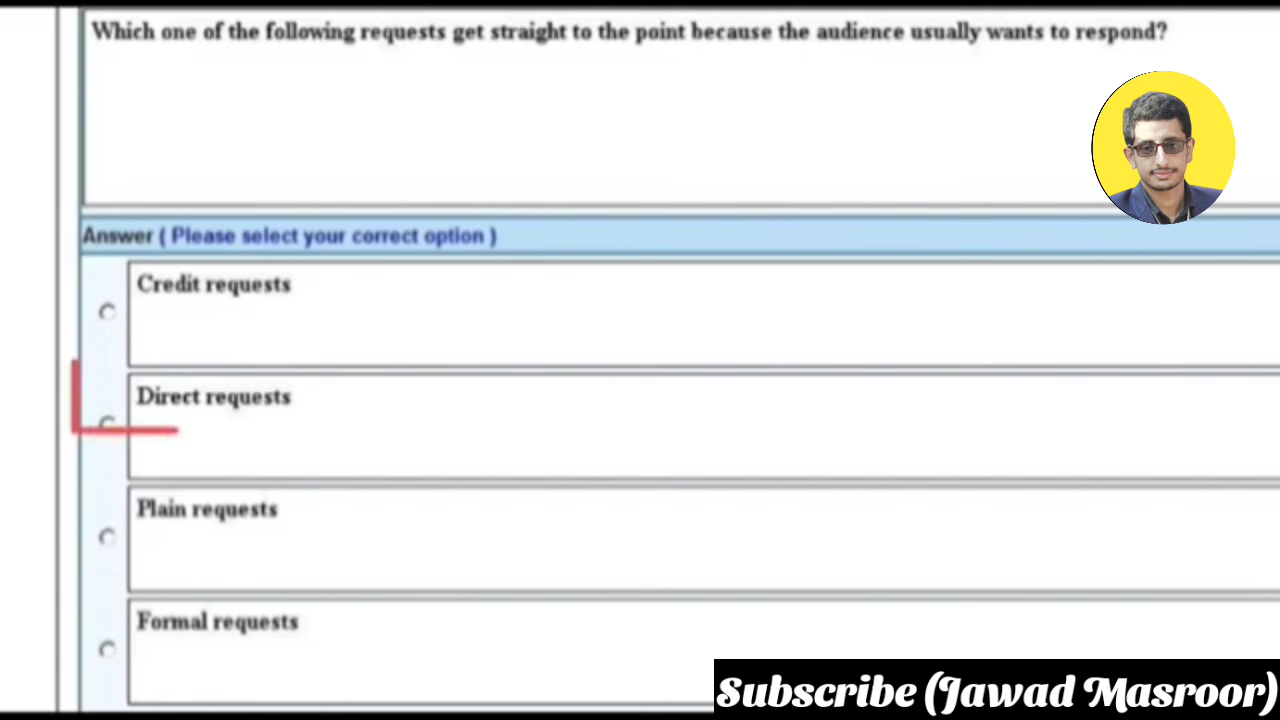 Which one of the following requests get straight to the point because the audience usually wants to respond?
Answer ( Please select your correct option )
Credit requests
Direct requests
Plain requests
Formal requests
Subscribe (Jawad Masroor)